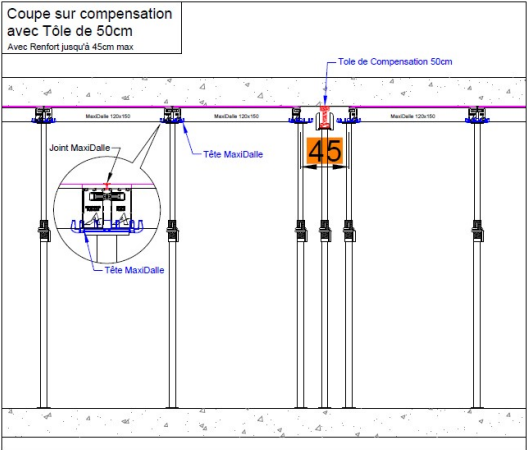 Coupe sur compensation
avec Tôle de 50cm
Avec Renfort jusqu'à 45cm max
Tole de Compensation 50cm
MaxiDalle 120x150
MaxiDalle 120x150
MaxiDalle 120x150
Joint MaxiDalle
Tête MaxiDalle
45
Tête MaxiDalle